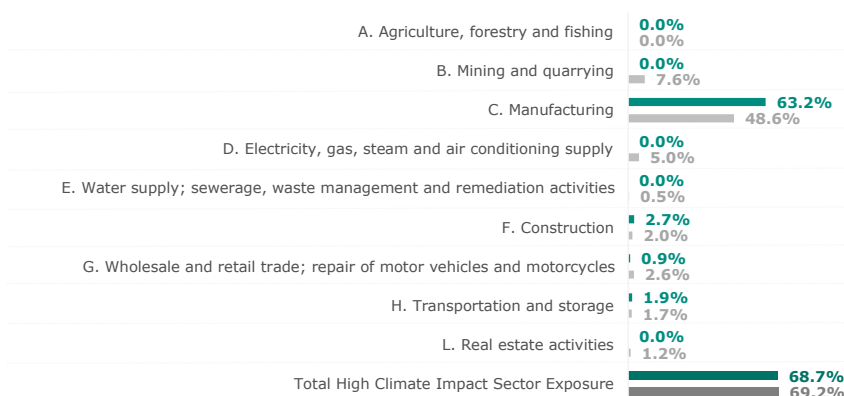 A. Agriculture, forestry and fishing
0.0%
0.0%
B. Mining and quarrying
0.0%
7.6%
C. Manufacturing
63.2%
48.6%
D. Electricity, gas, steam and air conditioning supply
0.0%
5.0%
E. Water supply; sewerage, waste management and remediation activities
0.0%
0.5%
F. Construction
2.7%
2.0%
G. Wholesale and retail trade; repair of motor vehicles and motorcycles
0.9%
2.6%
H. Transportation and storage
1.9%
1.7%
L. Real estate activities
0.0%
1.2%
Total High Climate Impact Sector Exposure
68.7%
69.2%